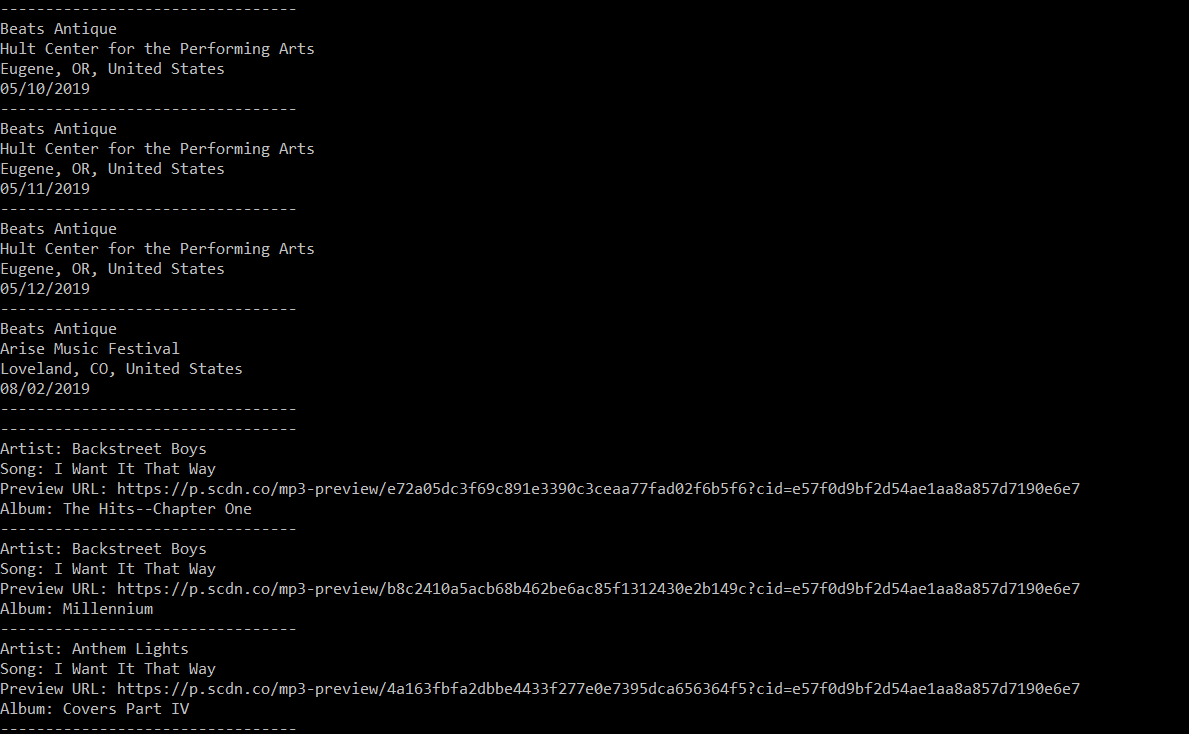 ---------------------------------
Beats Antique
Hult Center for the Performing Arts
Eugene, OR, United States
05/10/2019
---------------------------------
Beats Antique
Hult Center for the Performing Arts
Eugene, OR, United States
05/11/2019
---------------------------------
Beats Antique
Hult Center for the Performing Arts
Eugene, OR, United States
05/12/2019
---------------------------------
Beats Antique
Arise Music Festival
Loveland, CO, United States
08/02/2019
---------------------------------
---------------------------------
Artist: Backstreet Boys
Song: I Want It That Way
Preview URL: https://p.scdn.co/mp3-preview/e72a05dc3f69c891e3390c3ceaa77fad02f6b5f6?cid=e57f0d9bf2d54ae1aa8a857d7190e6e7
Album: The Hits--Chapter One
---------------------------------
Artist: Backstreet Boys
Song: I Want It That Way
Preview URL: https://p.scdn.co/mp3-preview/b8c2410a5acb68b462be6ac85f1312430e2b149c?cid=e57f0d9bf2d54ae1aa8a857d7190e6e7
Album: Millennium
---------------------------------
Artist: Anthem Lights
Song: I Want It That Way
Preview URL: https://p.scdn.co/mp3-preview/4a163fbfa2dbbe4433f277e0e7395dca656364f5?cid=e57f0d9bf2d54ae1aa8a857d7190e6e7
Album: Covers Part IV
---------------------------------